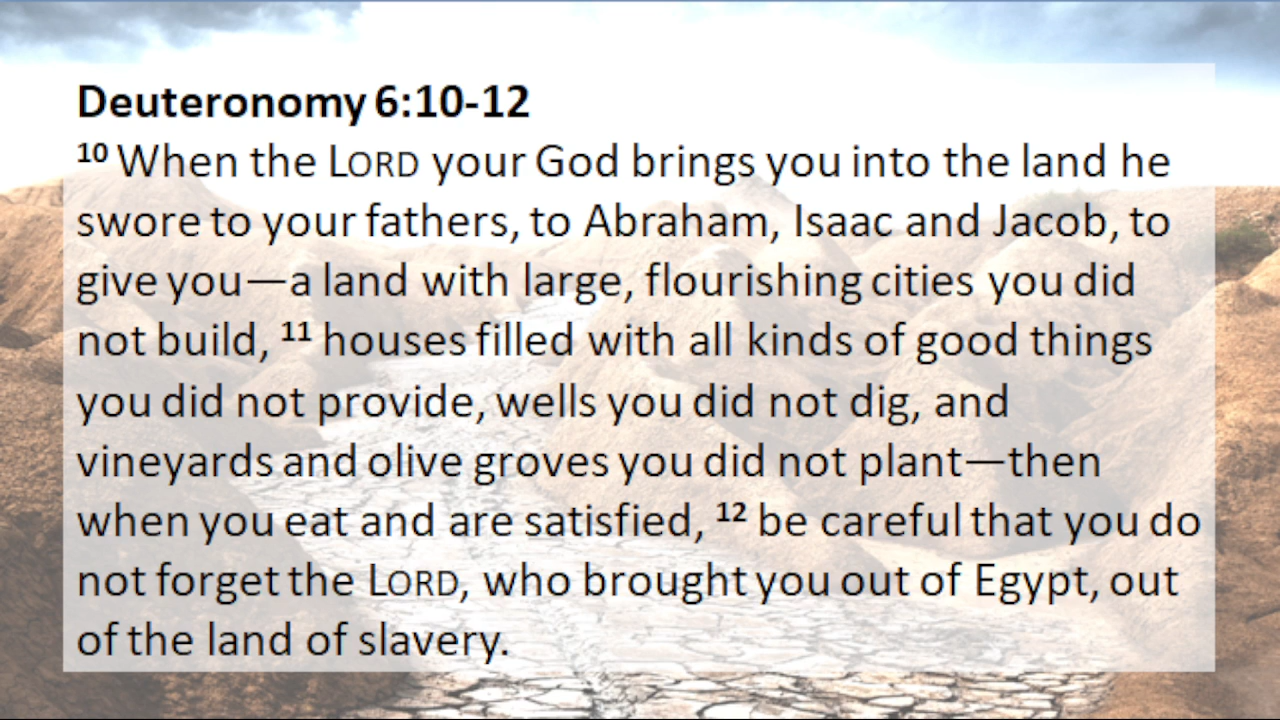 Deuteronomy 6:10-12
10 When the LORD your God brings you into the land he
swore to your fathers, to Abraham, Isaac and Jacob, to
give you—a land with large, flourishing cities you did
not build, 11 houses filled with all kinds of good things
you did not provide, wells you did not dig, and
vineyards and olive groves you did not plant—then
when you eat and are satisfied, 12 be careful that you do
not forget the LORD, who brought you out of Egypt, out
of the land of slavery.